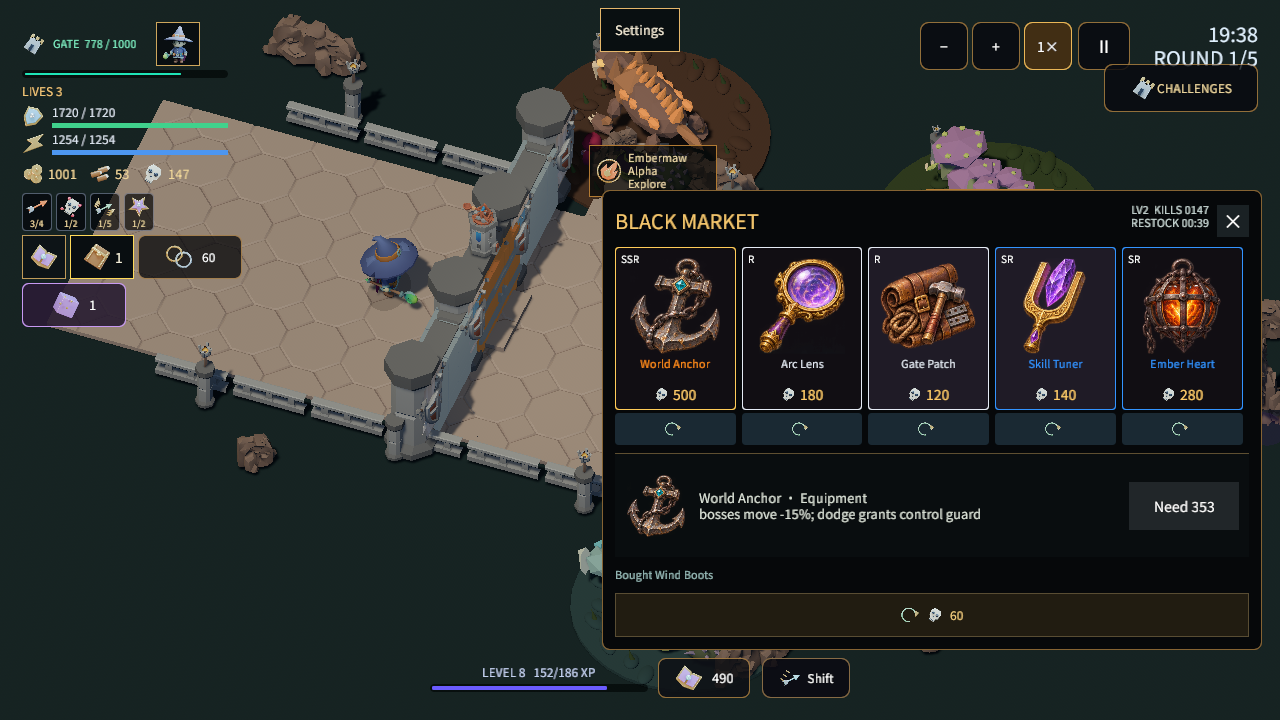 GATE 778 / 1000
LIVES 3
1720 / 1720
1254 / 1254
1001 53 147
3/4 1/2 1/5 1/2
1 60
1
Settings
− + 1× II
19:38
ROUND 1/5
CHALLENGES
Embermaw
Alpha
Explore
BLACK MARKET
LV2 KILLS 0147
RESTOCK 00:39
SSR R R SR SR
World Anchor Arc Lens Gate Patch Skill Tuner Ember Heart
500 180 120 140 280
World Anchor • Equipment
bosses move -15%; dodge grants control guard
Need 353
Bought Wind Boots
60
LEVEL 8 152/186 XP
490 Shift